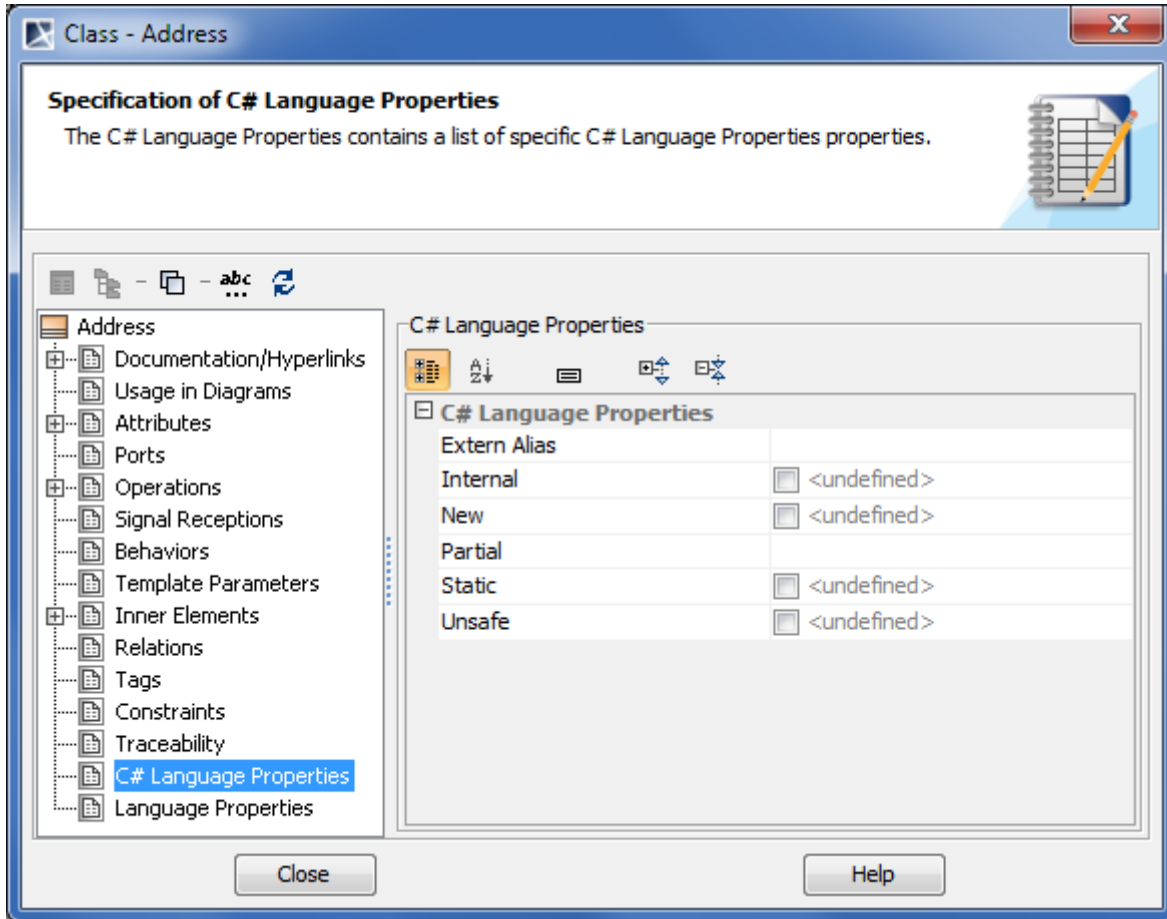 Class - Address
Specification of C# Language Properties
The C# Language Properties contains a list of specific C# Language Properties properties.
abc
Address
Documentation/Hyperlinks
Usage in Diagrams
Attributes
Ports
Operations
Signal Receptions
Behaviors
Template Parameters
Inner Elements
Relations
Tags
Constraints
Traceability
C# Language Properties
Language Properties
C# Language Properties
A
Z
C# Language Properties
Extern Alias
Internal <undefined>
New <undefined>
Partial
Static <undefined>
Unsafe <undefined>
Close
Help